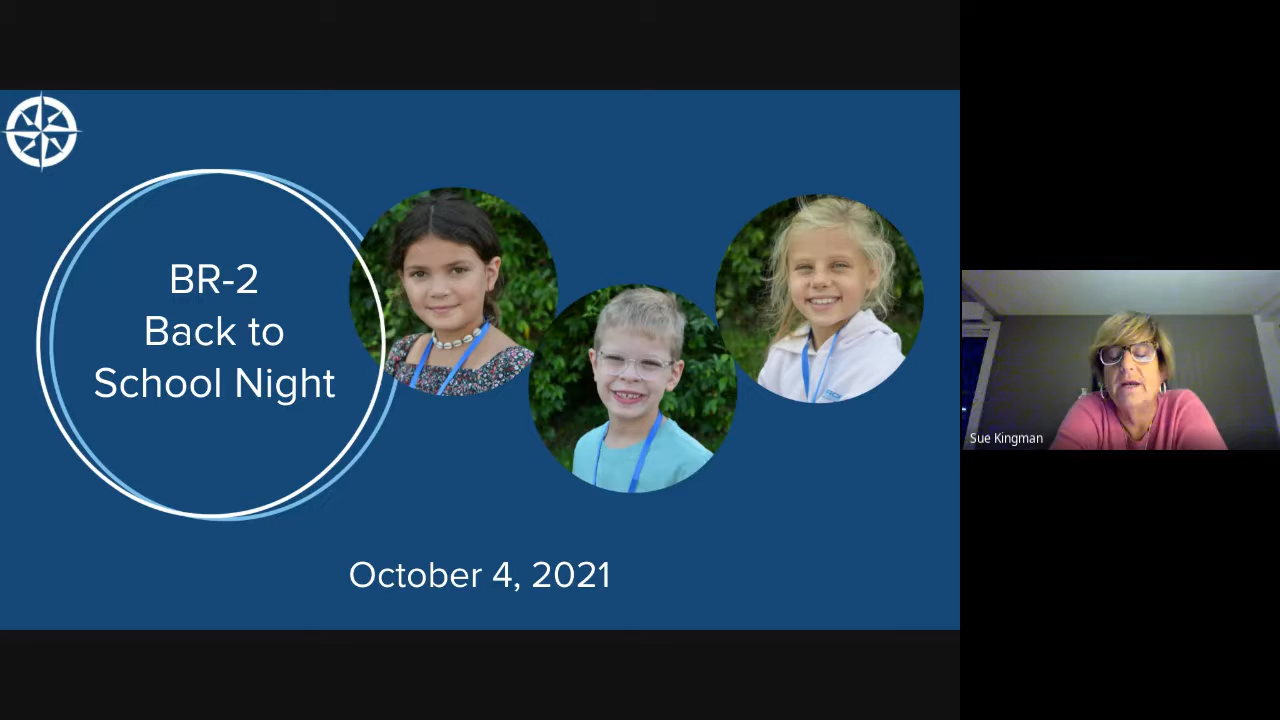 BR-2
Back to
School Night
October 4, 2021
Sue Kingman